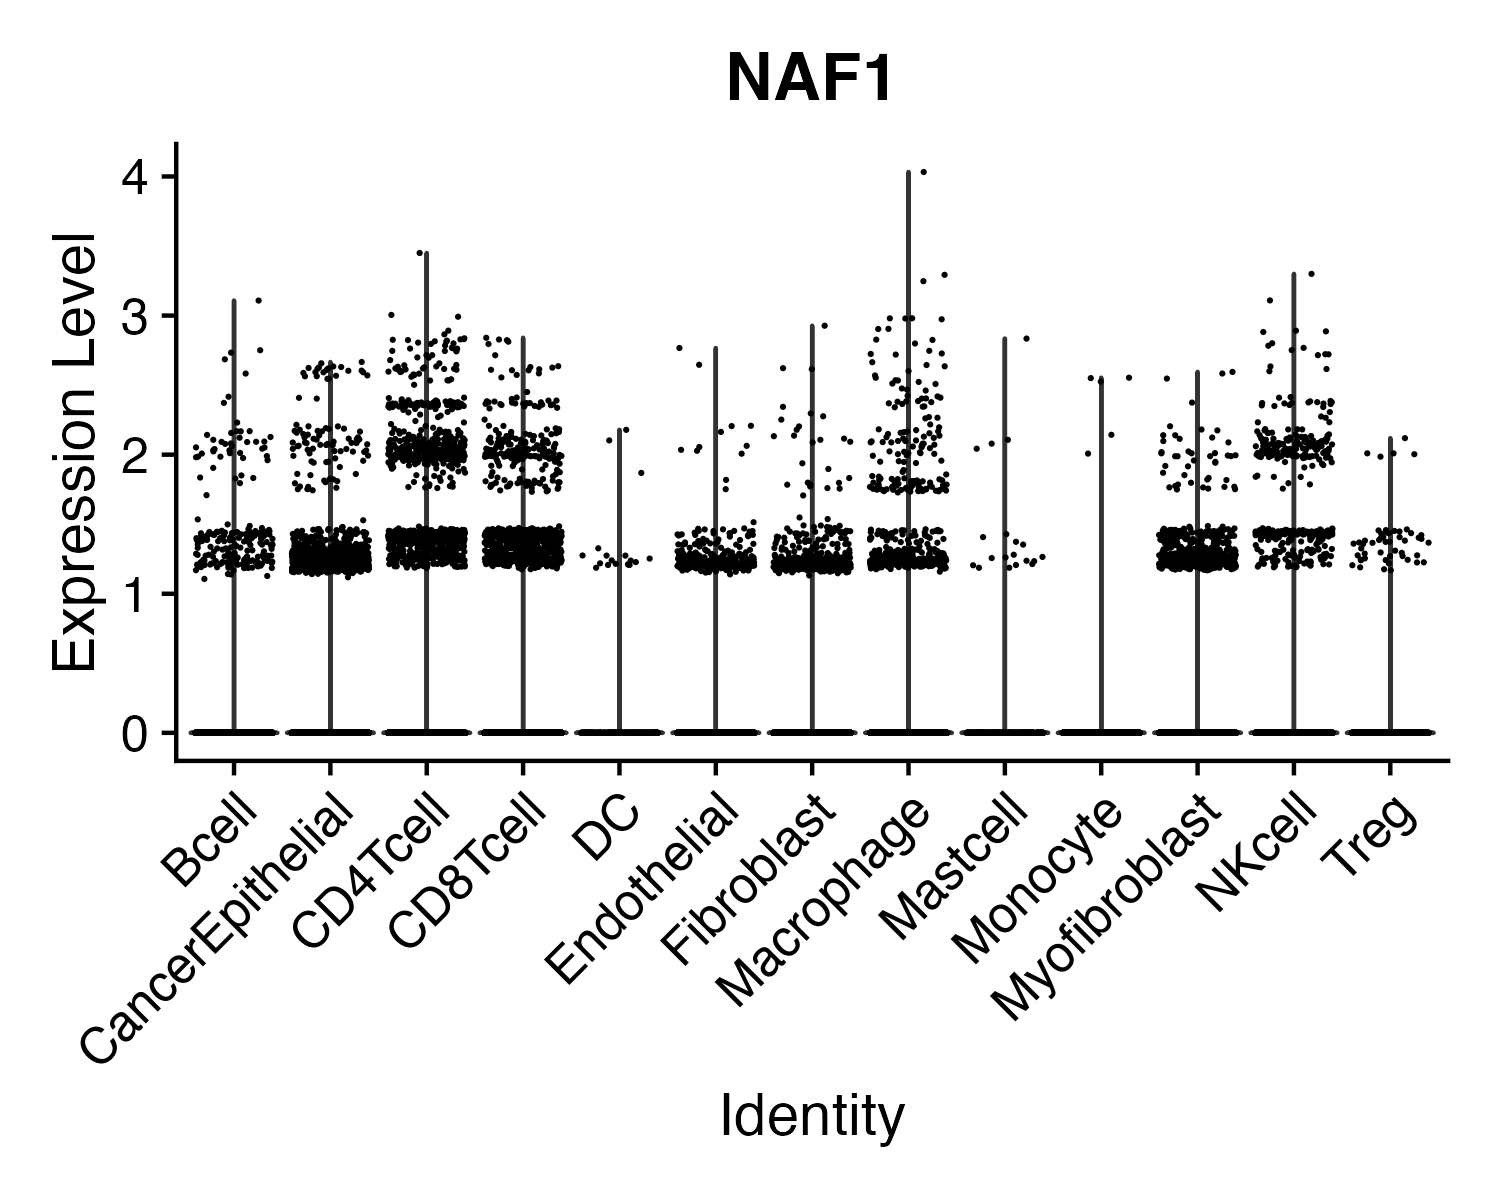 NAF1
Expression Level
4
3
2
1
0
Bcell
CancerEpithelial
CD4Tcell
CD8Tcell
DC
Endothelial
Fibroblast
Macrophage
Mastcell
Monocyte
Myofibroblast
NKcell
Treg
Identity